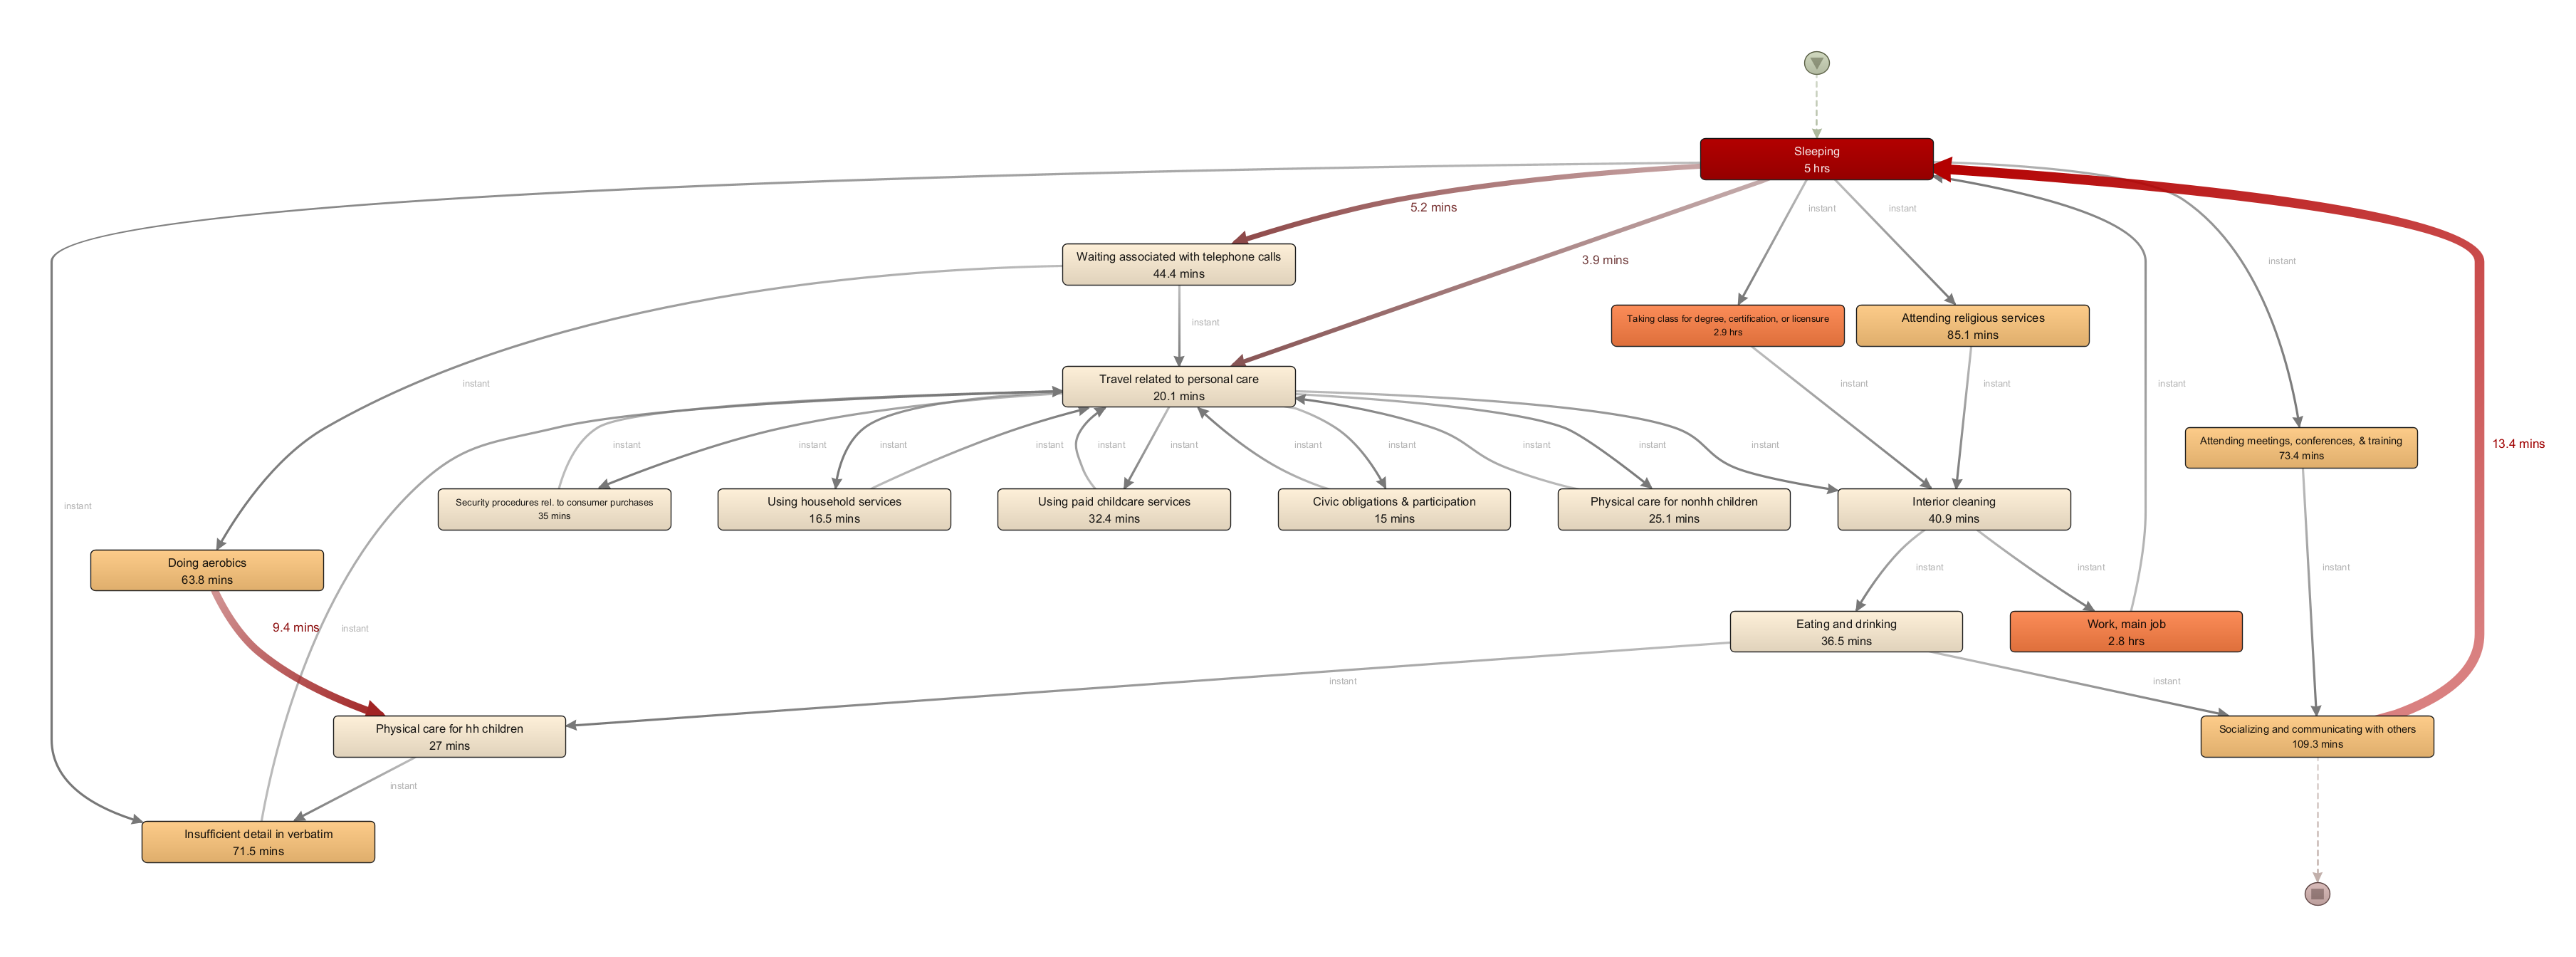 Sleeping
5 hrs
5.2 mins
instant
instant
Waiting associated with telephone calls
44.4 mins
3.9 mins
instant
Taking class for degree, certification, or licensure
2.9 hrs
Attending religious services
85.1 mins
instant
Travel related to personal care
20.1 mins
instant
instant
instant
instant
Attending meetings, conferences, & training
73.4 mins
13.4 mins
instant
instant
instant
instant
instant
instant
instant
instant
instant
instant
instant
instant
Security procedures rel. to consumer purchases
35 mins
Using household services
16.5 mins
Using paid childcare services
32.4 mins
Civic obligations & participation
15 mins
Physical care for nonhh children
25.1 mins
Interior cleaning
40.9 mins
Doing aerobics
63.8 mins
instant
instant
instant
9.4 mins
instant
Eating and drinking
36.5 mins
Work, main job
2.8 hrs
instant
instant
Physical care for hh children
27 mins
Socializing and communicating with others
109.3 mins
instant
Insufficient detail in verbatim
71.5 mins